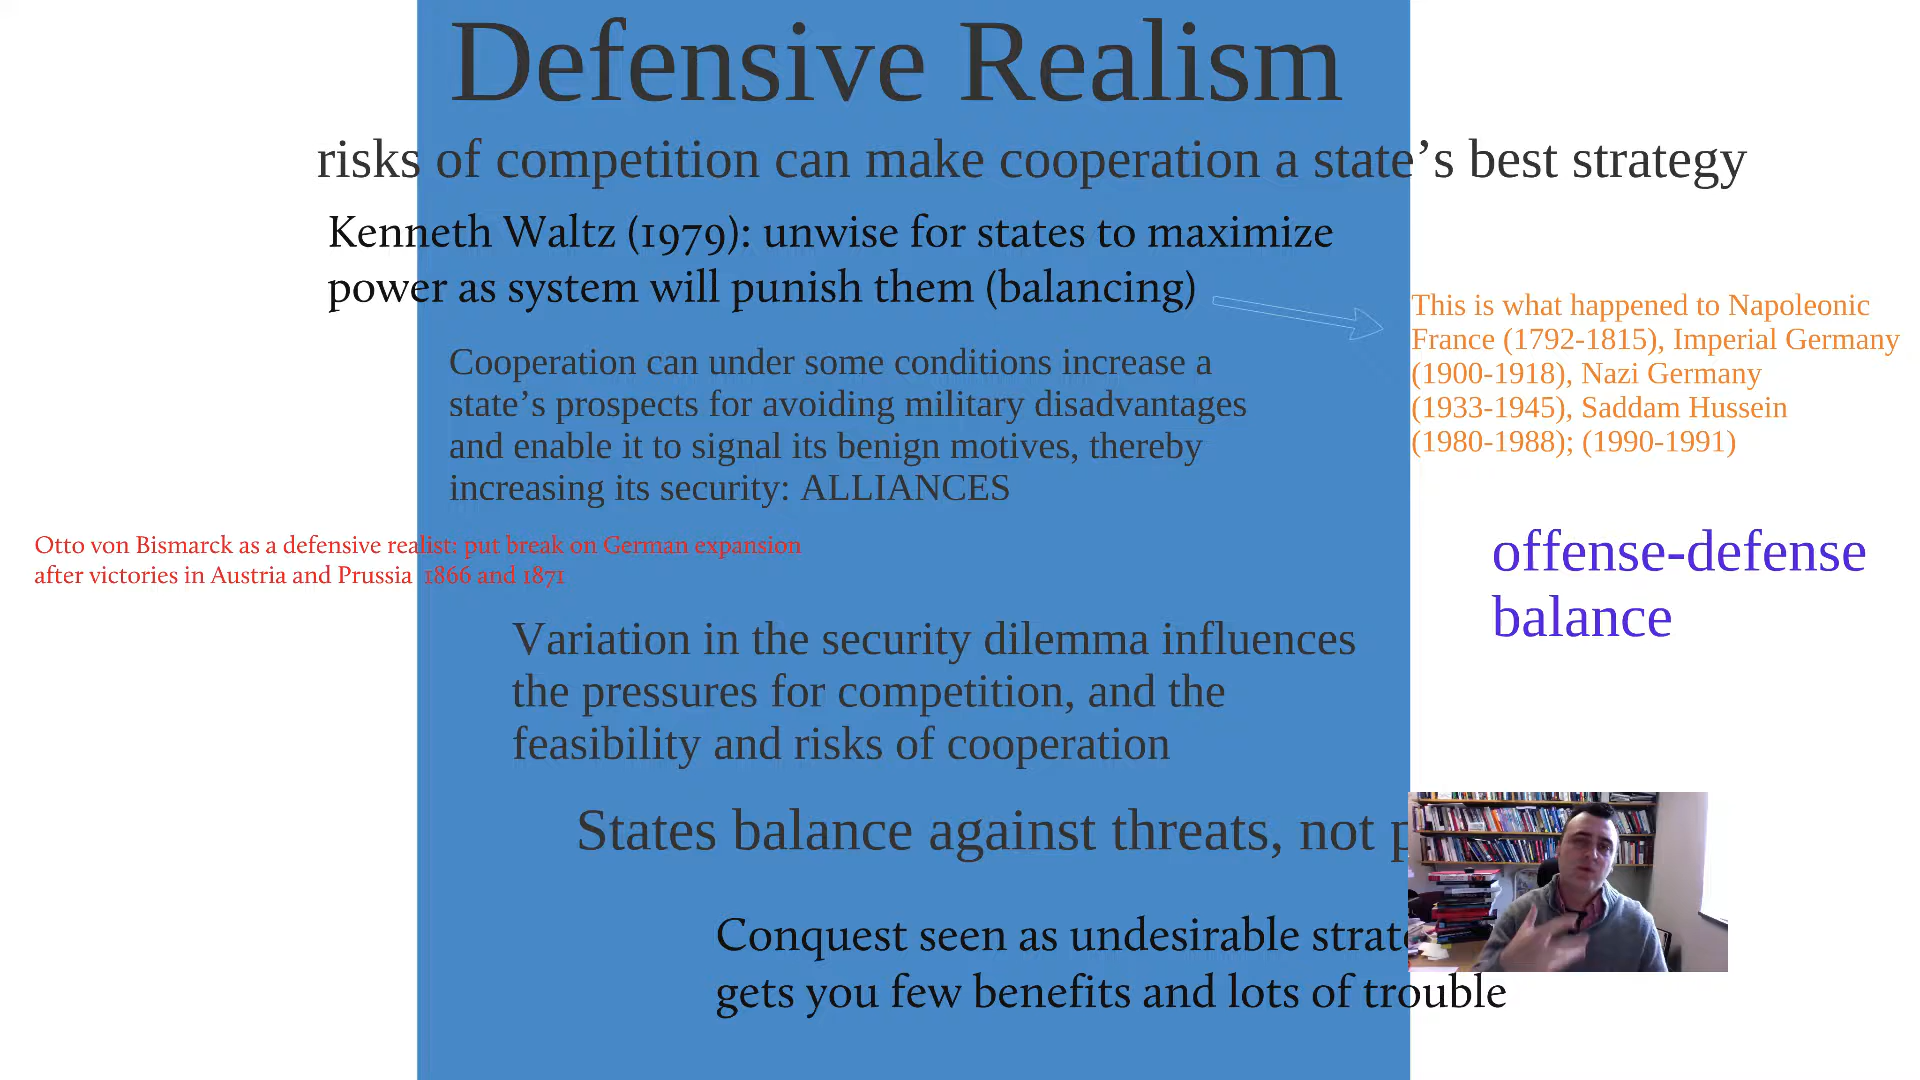 Defensive Realism
risks of competition can make cooperation a state's best strategy
Kenneth Waltz (1979): unwise for states to maximize
power as system will punish them (balancing)
This is what happened to Napoleonic
France (1792-1815), Imperial Germany
(1900-1918), Nazi Germany
(1933-1945), Saddam Hussein
(1980-1988); (1990-1991)
Cooperation can under some conditions increase a
state's prospects for avoiding military disadvantages
and enable it to signal its benign motives, thereby
increasing its security: ALLIANCES
Otto von Bismarck as a defensive realist: put break on German expansion
after victories in Austria and Prussia 1866 and 1871
offense-defense
balance
Variation in the security dilemma influences
the pressures for competition, and the
feasibility and risks of cooperation
States balance against threats, not
Conquest seen as undesirable
gets you few benefits and lots of trouble